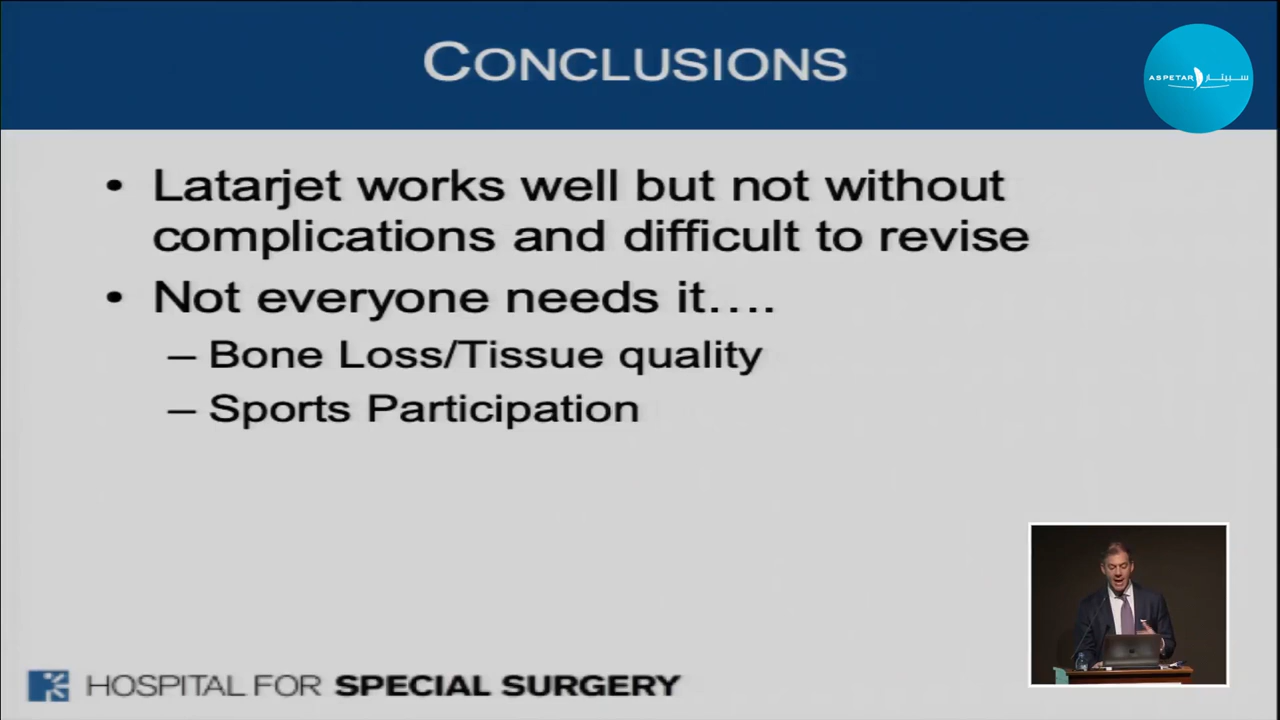 CONCLUSIONS
ASPETAR سبيتار
• Latarjet works well but not without
complications and difficult to revise
• Not everyone needs it….
– Bone Loss/Tissue quality
– Sports Participation
HOSPITAL FOR SPECIAL SURGERY